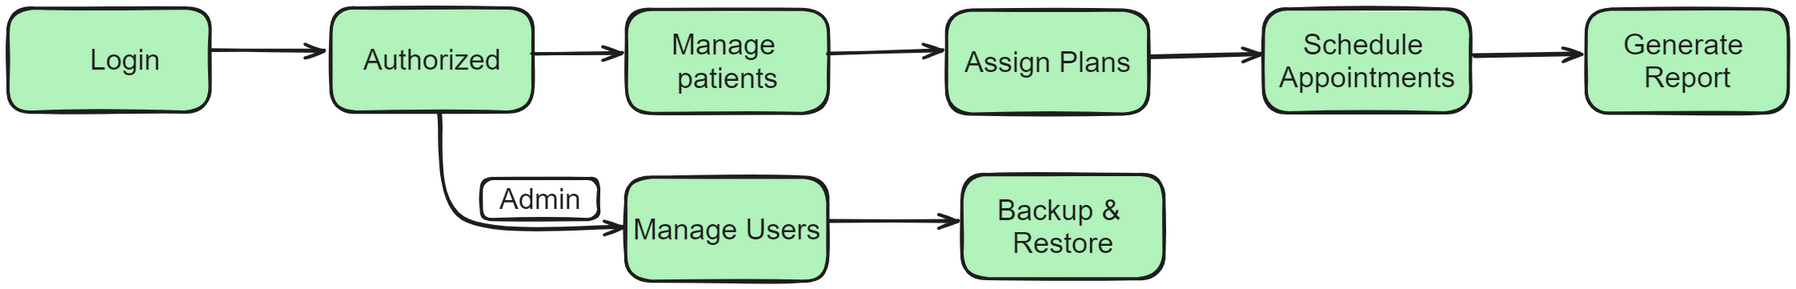 Login
Authorized
Manage
patients
Assign Plans
Schedule
Appointments
Generate
Report
Admin
Manage Users
Backup &
Restore